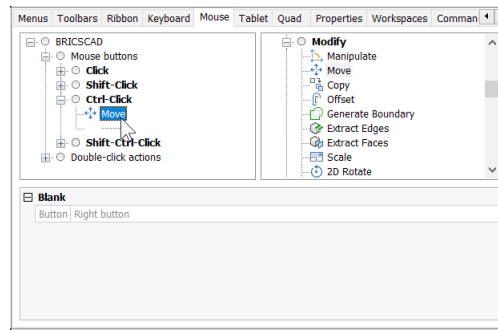 Menus Toolbars Ribbon Keyboard Mouse Tablet Quad Properties Workspaces Comman
BRICSCAD
Mouse buttons
Click
Shift-Click
Ctrl-Click
Move
Shift-Ctrl-Click
Double-click actions
Modify
Manipulate
Move
Copy
Offset
Generate Boundary
Extract Edges
Extract Faces
Scale
2D Rotate
Blank
Button Right button